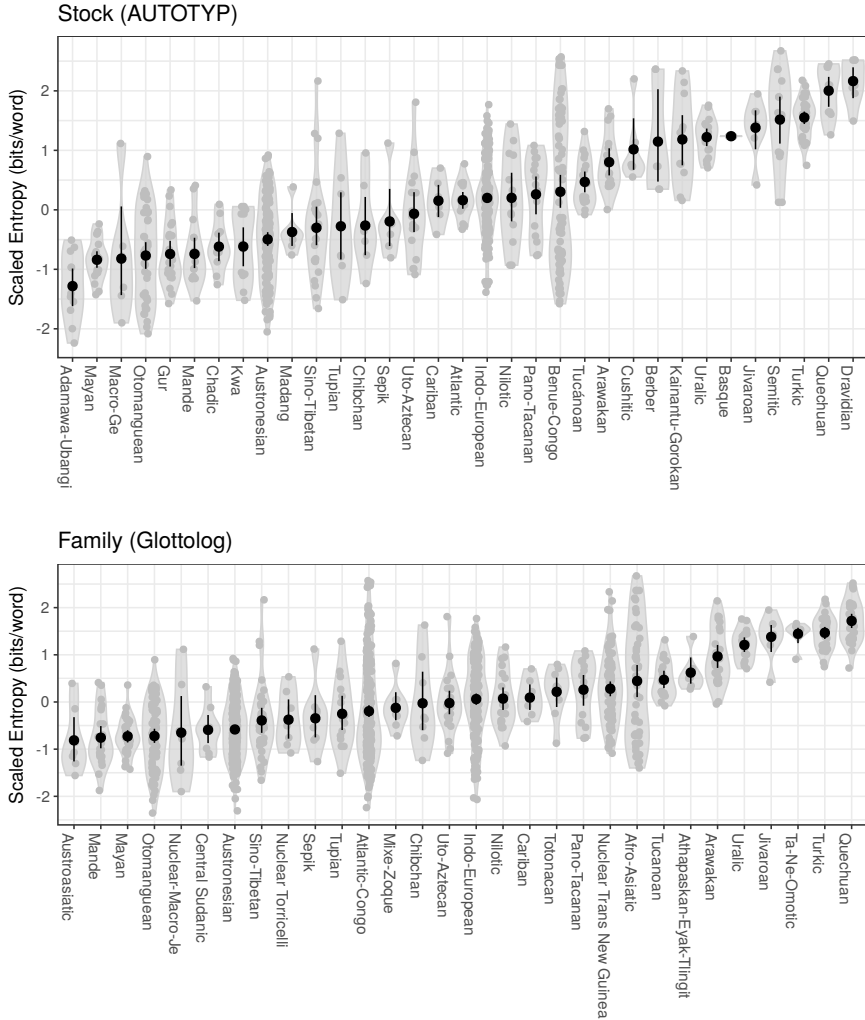 Stock (AUTOTYP)
Scaled Entropy (bits/word)
2
1
0
-1
-2
Adamawa-Ubangi
Mayan
Macro-Ge
Otomanguean
Gur
Mande
Chadic
Kwa
Austronesian
Madang
Sino-Tibetan
Tupian
Chibchan
Sepik
Uto-Aztecan
Cariban
Atlantic
Indo-European
Nilotic
Pano-Tacanan
Benue-Congo
Tucánoan
Arawakan
Cushitic
Berber
Kainantu-Gorokan
Uralic
Basque
Jivaroan
Semitic
Turkic
Quechuan
Dravidian
Family (Glottolog)
Scaled Entropy (bits/word)
2
1
0
-1
-2
Austroasiatic
Mande
Mayan
Otomanguean
Nuclear-Macro-Je
Central Sudanic
Austronesian
Sino-Tibetan
Nuclear Torricelli
Sepik
Tupian
Atlantic-Congo
Mixe-Zoque
Chibchan
Uto-Aztecan
Indo-European
Nilotic
Cariban
Totonacan
Pano-Tacanan
Nuclear Trans New Guinea
Afro-Asiatic
Tucanoan
Athapaskan-Eyak-Tlingit
Arawakan
Uralic
Jivaroan
Ta-Ne-Omotic
Turkic
Quechuan